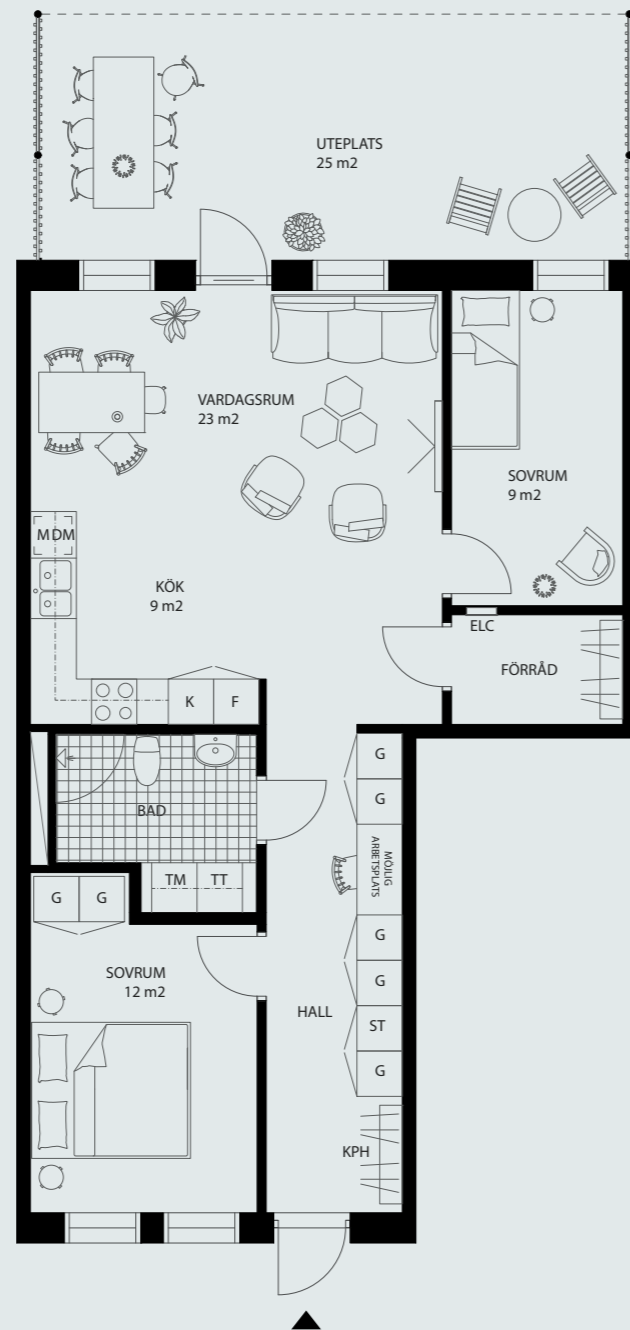 UTEPLATS
25 m2
VARDAGSRUM
23 m2
SOVRUM
9 m2
MDM
KÖK
9 m2
ELC
FÖRRÅD
K
F
G
G
BAD
MÖJLIG
ARBETSPLATS
TM
TT
G
G
G
G
SOVRUM
12 m2
HALL
ST
G
KPH